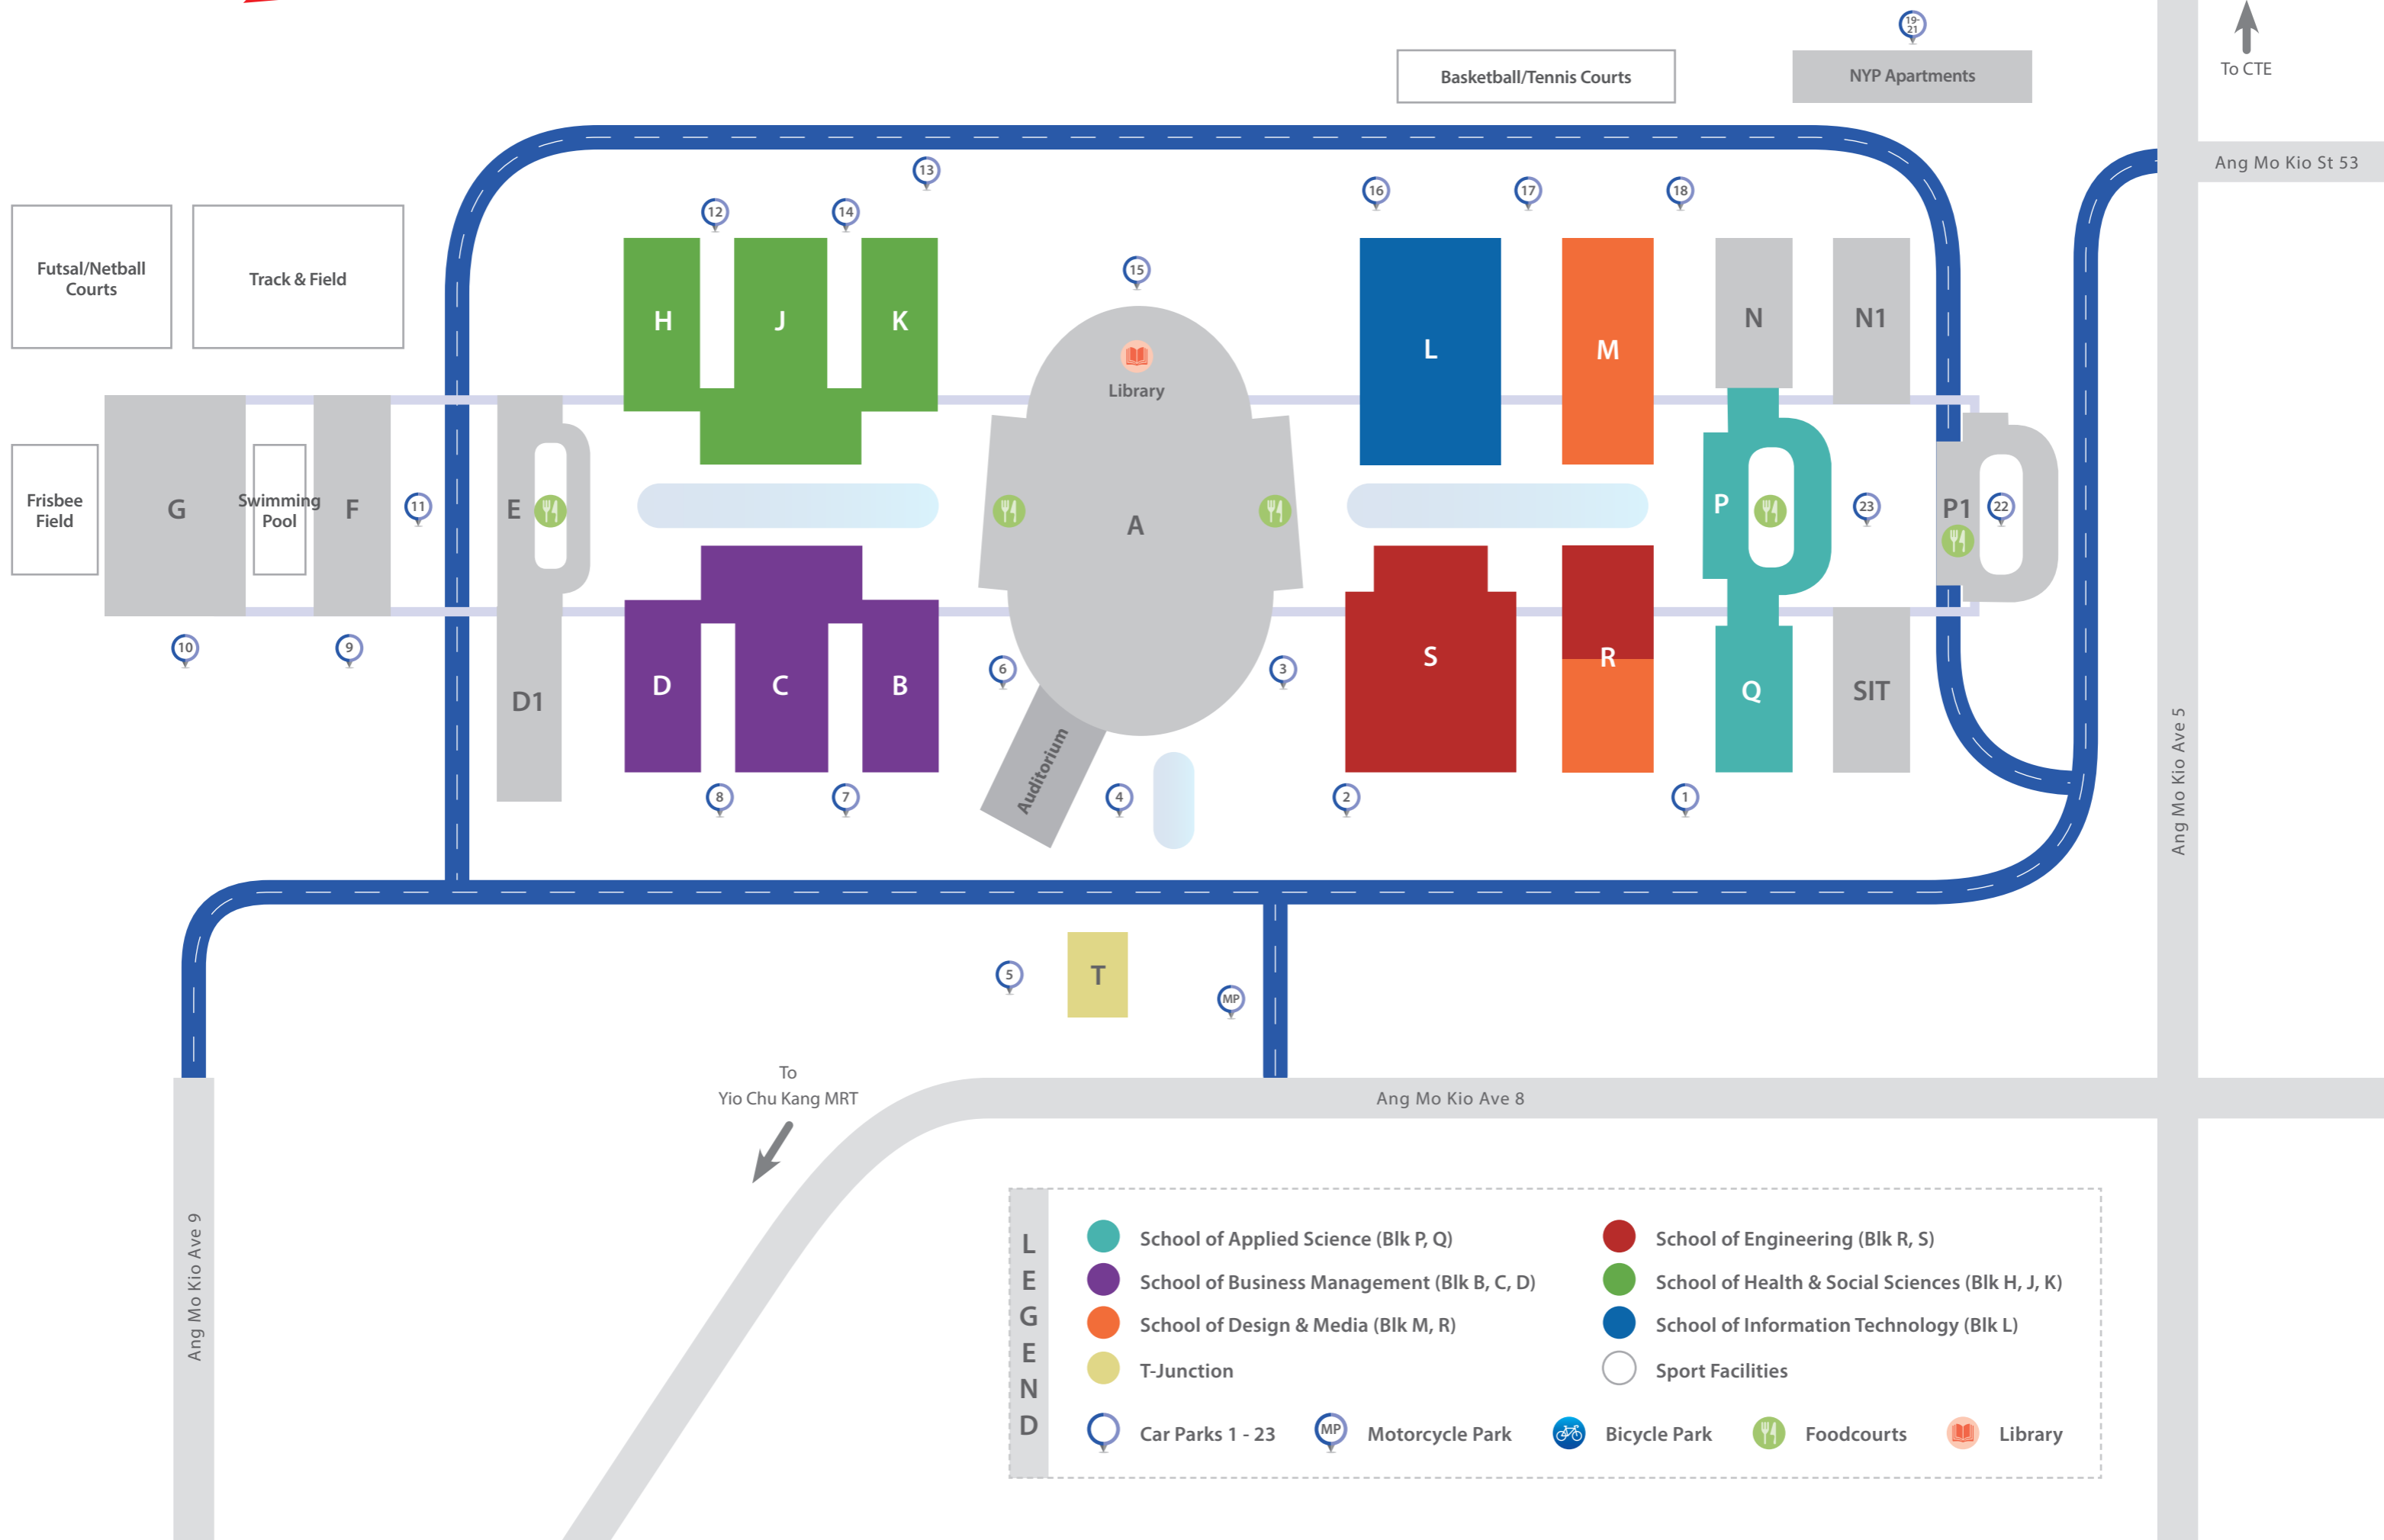 19-
21
To CTE
Basketball/Tennis Courts
NYP Apartments
Ang Mo Kio St 53
13
12
14
16
17
18
15
Futsal/Netball
Courts
Track & Field
H
J
K
Library
L
M
N
N1
Frisbee
Field
G
Swimming
Pool
F
11
E
A
P
23
P1
22
10
9
D1
D
C
B
6
3
S
R
Q
SIT
Auditorium
8
7
4
2
1
Ang Mo Kio Ave 5
5
T
MP
To
Yio Chu Kang MRT
Ang Mo Kio Ave 8
Ang Mo Kio Ave 9
LEGEND
School of Applied Science (Blk P, Q)
School of Business Management (Blk B, C, D)
School of Design & Media (Blk M, R)
T-Junction
School of Engineering (Blk R, S)
School of Health & Social Sciences (Blk H, J, K)
School of Information Technology (Blk L)
Sport Facilities
Car Parks 1 - 23
MP
Motorcycle Park
Bicycle Park
Foodcourts
Library